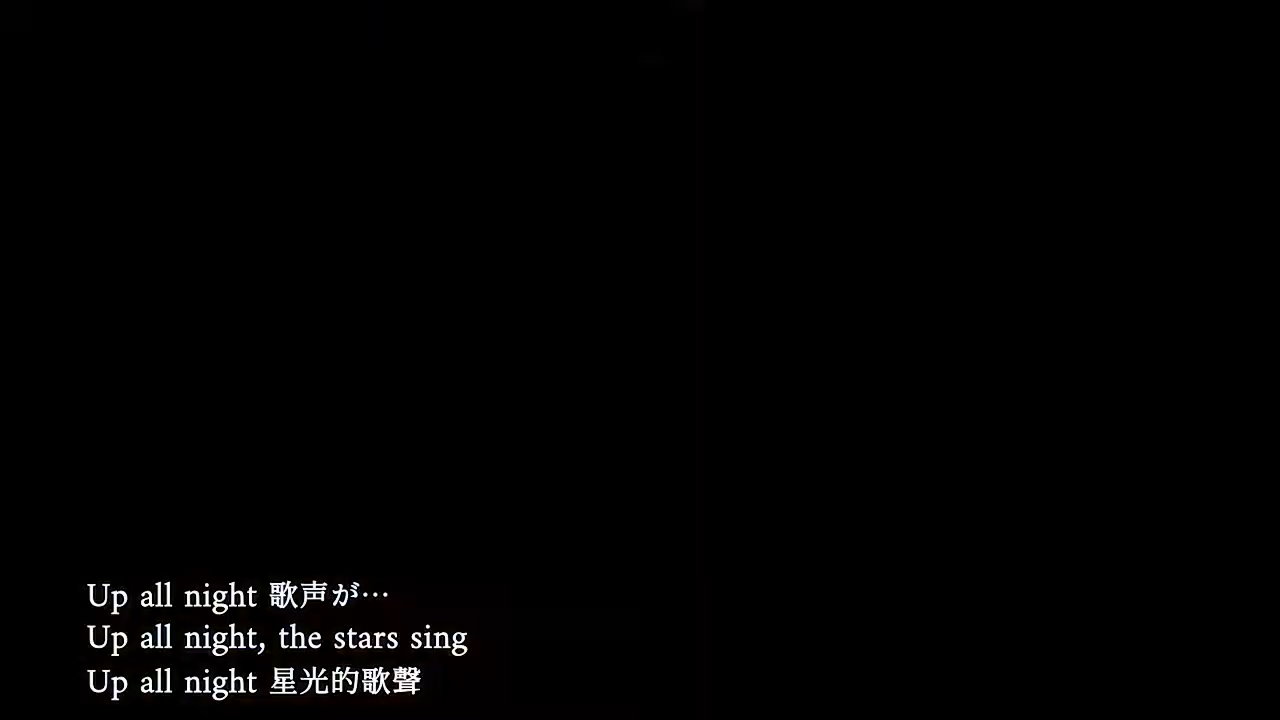 Up all night 歌声が…
Up all night, the stars sing
Up all night 星光的歌聲